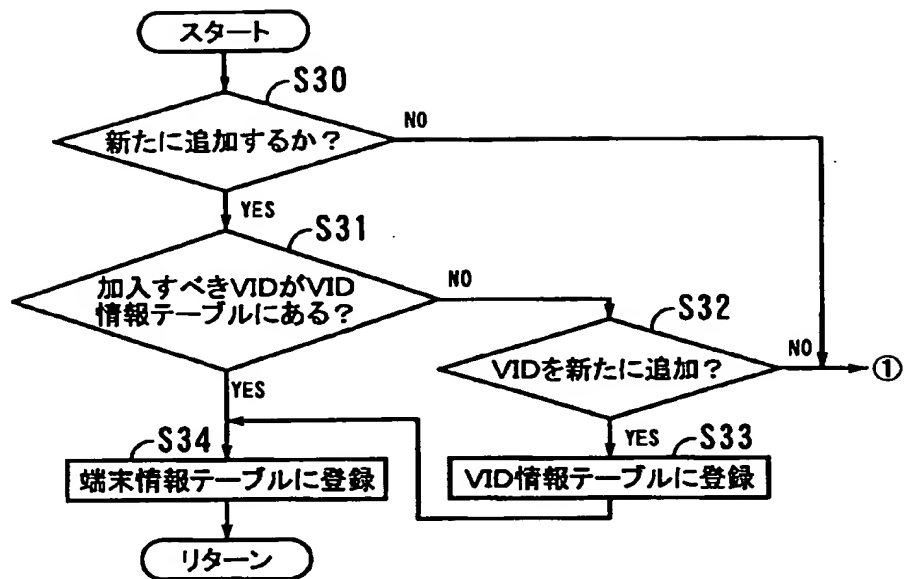 スタート
S30
新たに追加するか？
NO
YES
S31
加入すべきVIDがVID
情報テーブルにある？
NO
S32
VIDを新たに追加？
NO
①
YES
YES
S34
端末情報テーブルに登録
S33
VID情報テーブルに登録
リターン